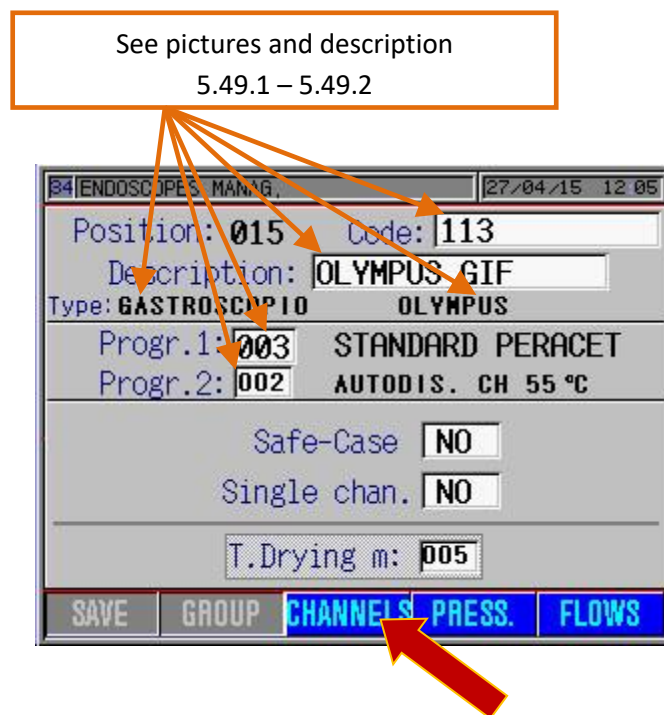 See pictures and description
5.49.1 – 5.49.2
34 ENDOSCOPES MANAG. 27/04/15 12 05
Position: 015 Code: 113
Description: OLYMPUS GIF
Type: GASTROSCOPIO OLYMPUS
Progr.1: 003 STANDARD PERACET
Progr.2: 002 AUTODIS. CH 55 °C
Safe-Case NO
Single chan. NO
T.Drying m: 005
SAVE GROUP CHANNELS PRESS. FLOWS